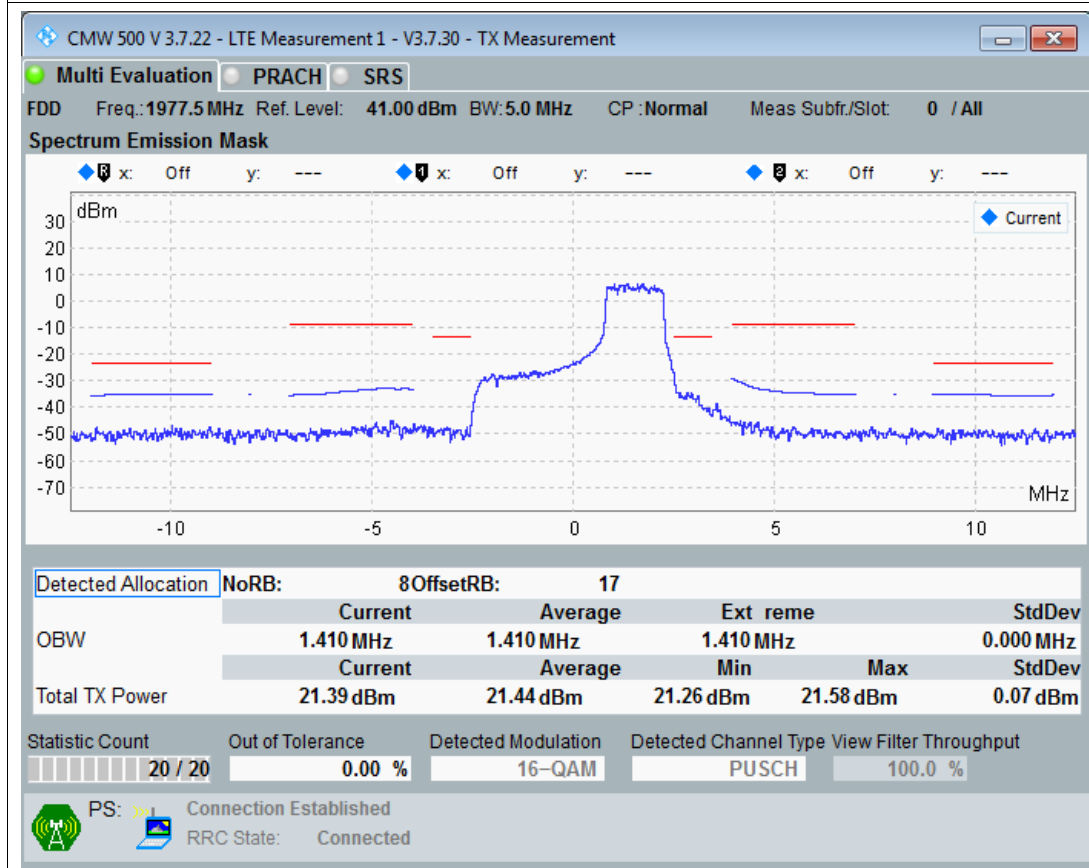 CMW 500 V 3.7.22 - LTE Measurement 1 - V3.7.30 - TX Measurement
Multi Evaluation PRACH SRS
FDD Freq.: 1977.5 MHz Ref. Level: 41.00 dBm BW: 5.0 MHz CP : Normal Meas Subfr./Slot: 0 / All
Spectrum Emission Mask
R x: Off y: --- 1 x: Off y: --- 2 x: Off y: ---
dBm
Current
30
20
10
0
-10
-20
-30
-40
-50
-60
-70
MHz
-10 -5 0 5 10
Detected Allocation NoRB: 8 OffsetRB: 17
Current Average Ext reme StdDev
OBW 1.410 MHz 1.410 MHz 1.410 MHz 0.000 MHz
Current Average Min Max StdDev
Total TX Power 21.39 dBm 21.44 dBm 21.26 dBm 21.58 dBm 0.07 dBm
Statistic Count Out of Tolerance Detected Modulation Detected Channel Type View Filter Throughput
20 / 20 0.00 % 16-QAM PUSCH 100.0 %
PS: Connection Established
RRC State: Connected